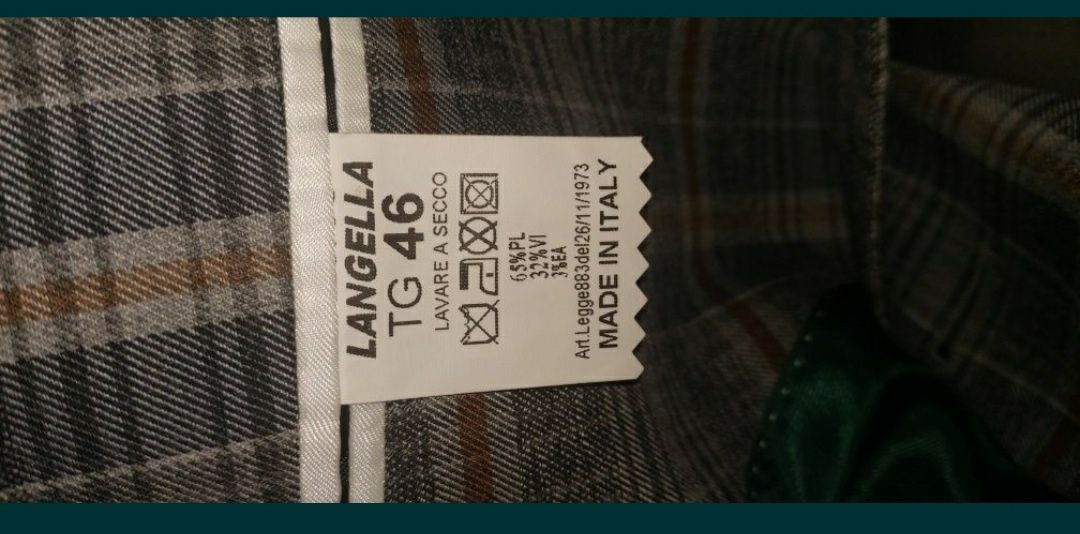 LANGELLA
TG 46
LAVARE A SECCO
65%PL
32%VI
3%EA
Art.Legge883del26/11/1973
MADE IN ITALY